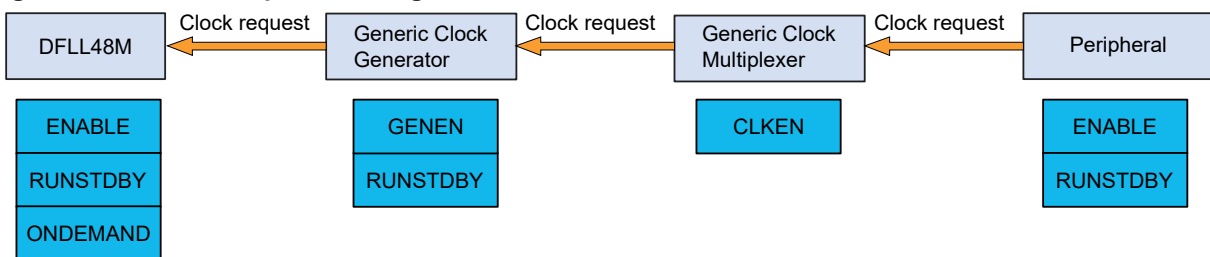 DFLL48M
Clock request
Generic Clock
Generator
Clock request
Generic Clock
Multiplexer
Clock request
Peripheral
ENABLE
RUNSTDBY
ONDEMAND
GENEN
RUNSTDBY
CLKEN
ENABLE
RUNSTDBY